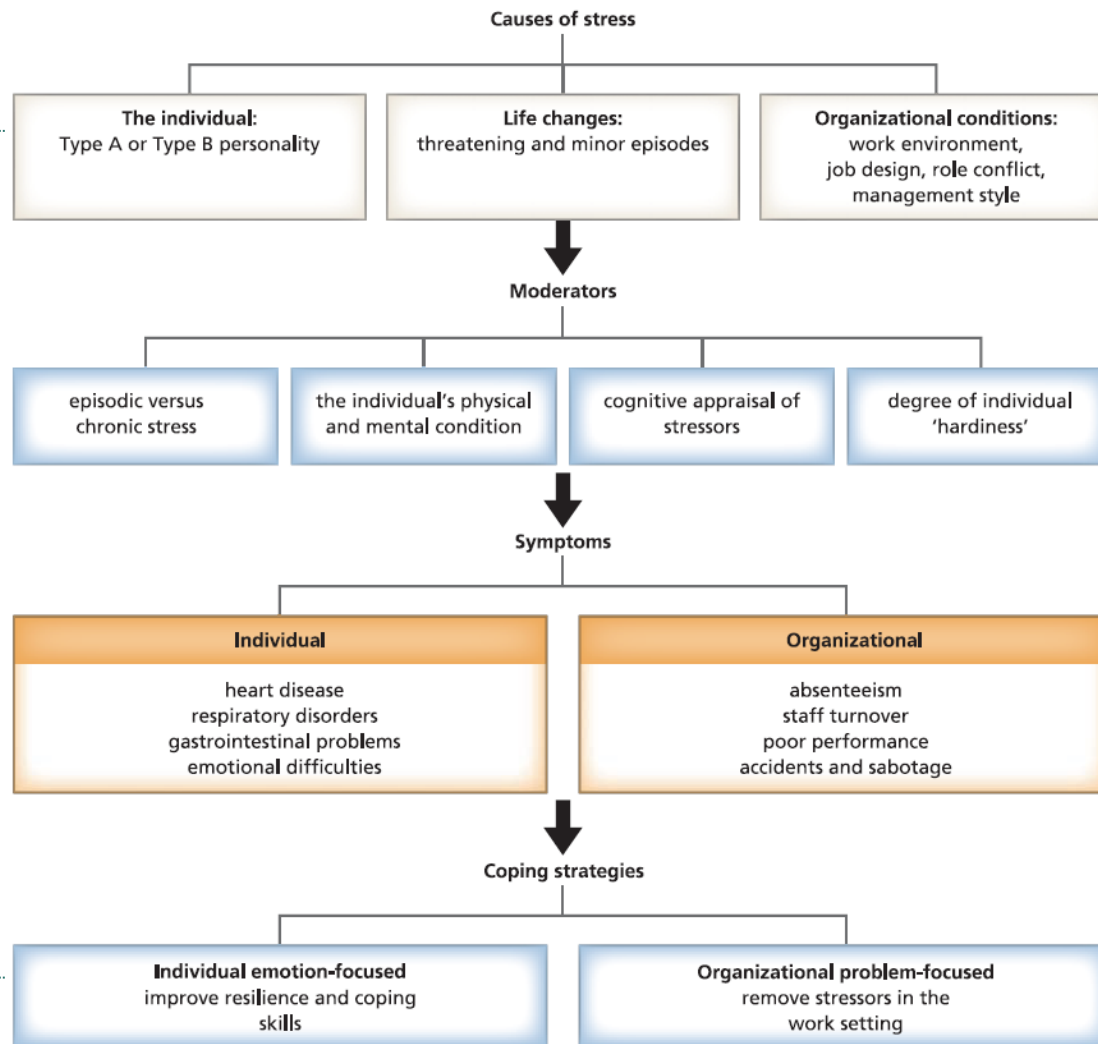 Causes of stress
The individual:
Type A or Type B personality
Life changes:
threatening and minor episodes
Organizational conditions:
work environment,
job design, role conflict,
management style
Moderators
episodic versus
chronic stress
the individual's physical
and mental condition
cognitive appraisal of
stressors
degree of individual
'hardiness'
Symptoms
Individual
heart disease
respiratory disorders
gastrointestinal problems
emotional difficulties
Organizational
absenteeism
staff turnover
poor performance
accidents and sabotage
Coping strategies
Individual emotion-focused
improve resilience and coping
skills
Organizational problem-focused
remove stressors in the
work setting